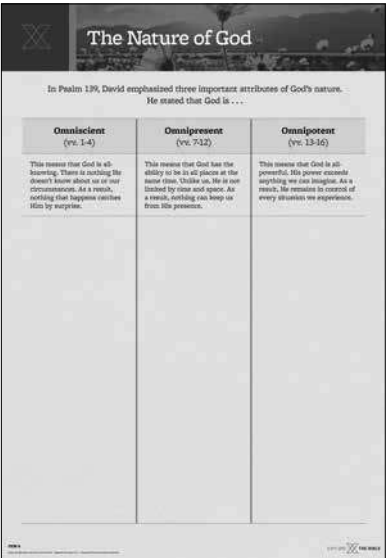 The Nature of God
In Psalm 139, David emphasized three important attributes of God's nature.
He stated that God is . . .
Omniscient
(vv. 1-4)
This means that God is all-
knowing. There is nothing He
doesn't know about us or our
circumstances. As a result,
nothing that happens catches
Him by surprise.
Omnipresent
(vv. 7-12)
This means that God has the
ability to be in all places at the
same time. Unlike us, He is not
limited by time and space. As
a result, nothing can keep us
from His presence.
Omnipotent
(vv. 13-16)
This means that God is all-
powerful. His power exceeds
anything we can imagine. As a
result, He remains in control of
every situation we experience.
EXPLORE THE BIBLE